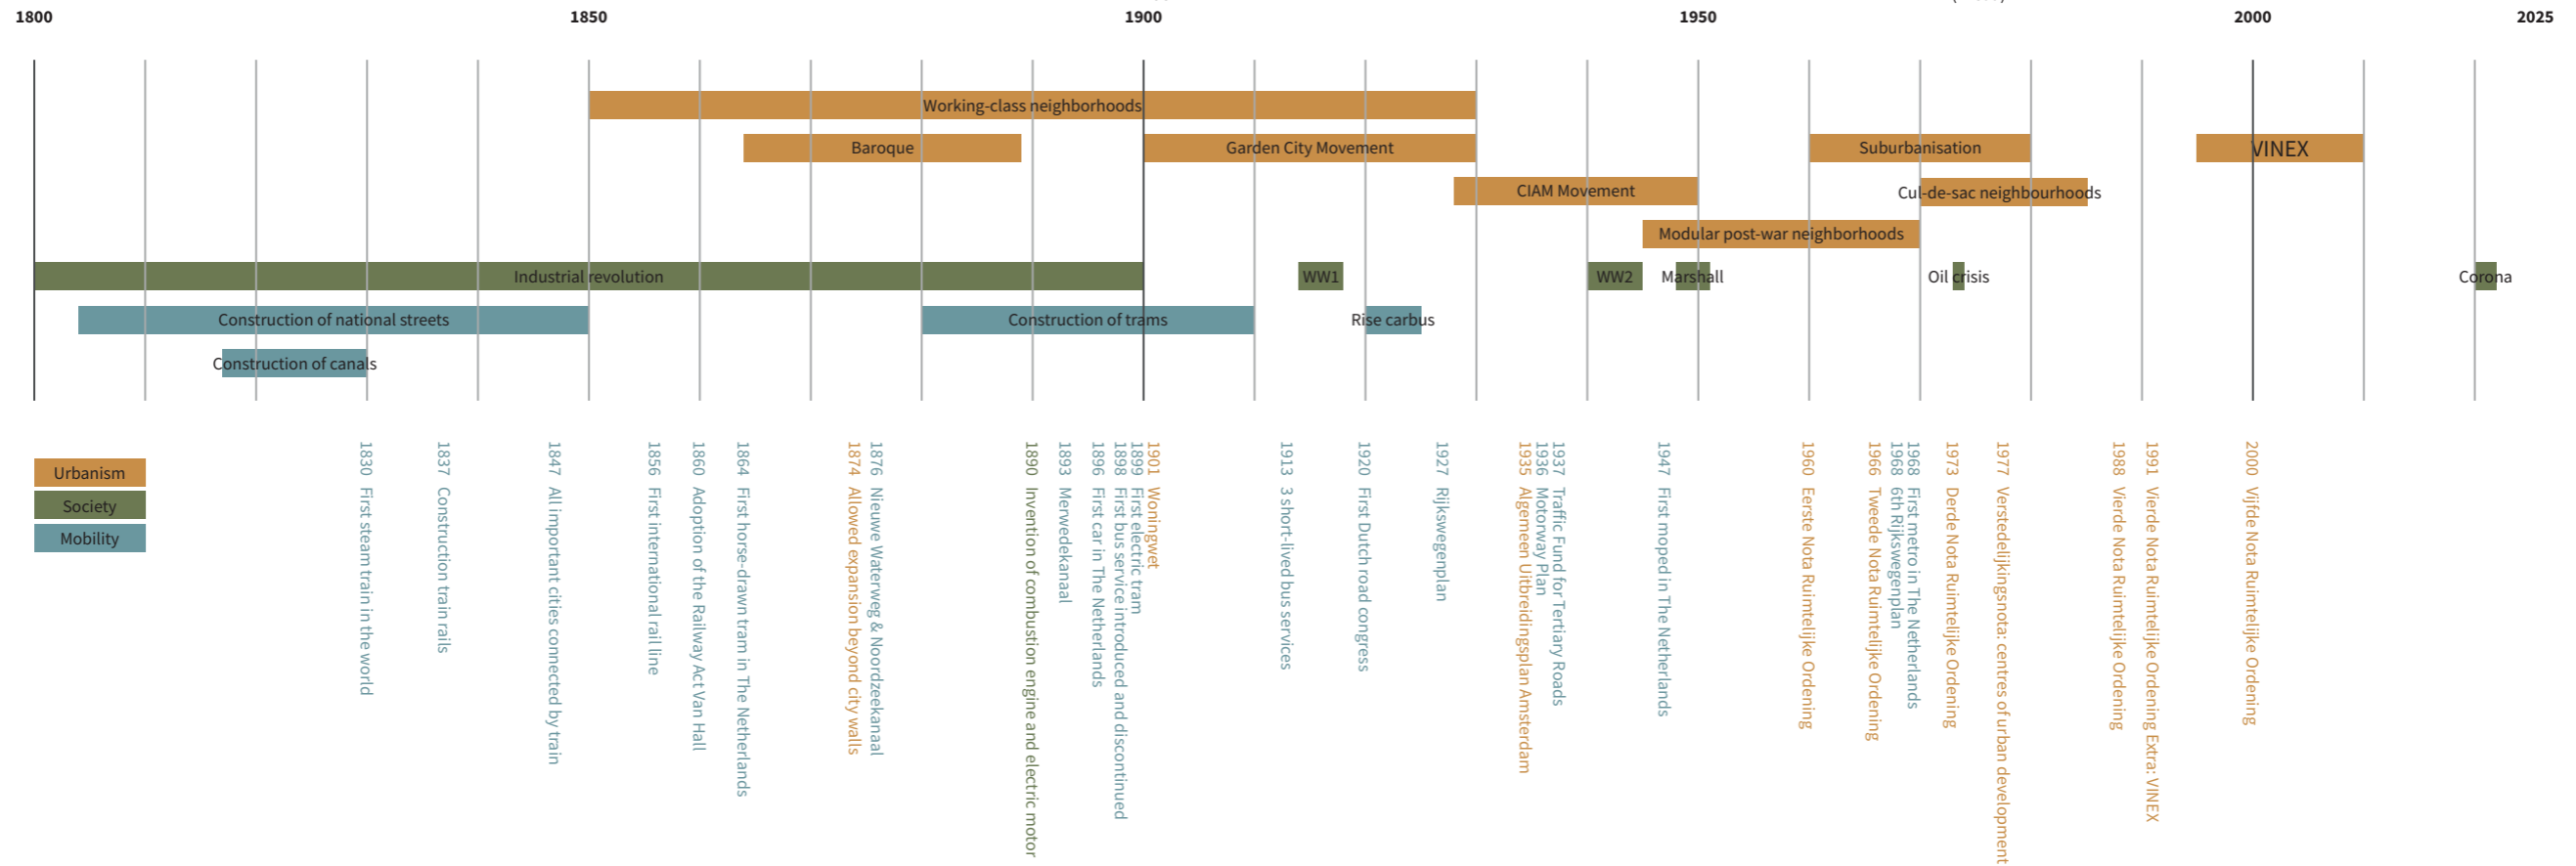 1800 1850 1900 1950 2000 2025
Working-class neighborhoods
Baroque Garden City Movement Suburbanisation VINEX
CIAM Movement Cul-de-sac neighbourhoods
Modular post-war neighborhoods
Industrial revolution WW1 WW2 Marshall Oil crisis Corona
Construction of national streets Construction of trams Rise carbus
Construction of canals
Urbanism
Society
Mobility
1830 First steam train in the world
1837 Construction train rails
1847 All important cities connected by train
1856 First international rail line
1860 Adoption of the Railway Act Van Hall
1864 First horse-drawn tram in The Netherlands
1874 Allowed expansion beyond city walls
1876 Nieuwe Waterweg & Noordzeekanaal
1890 Invention of combustion engine and electric motor
1893 Merwedekanaal
1896 First car in The Netherlands
1898 First bus service introduced and discontinued
1899 First electric tram
1901 Woningwet
1913 3 short-lived bus services
1920 First Dutch road congress
1927 Rijkswegenplan
1935 Algemeen Uitbreidingsplan Amsterdam
1936 Motorway Plan
1937 Traffic Fund for Tertiary Roads
1947 First moped in The Netherlands
1960 Eerste Nota Ruimtelijke Ordening
1966 Tweede Nota Ruimtelijke Ordening
1968 6th Rijkswegenplan
1968 First metro in The Netherlands
1973 Derde Nota Ruimtelijke Ordening
1977 Verstedelijkingsnota: centres of urban development
1988 Vierde Nota Ruimtelijke Ordening
1991 Vierde Nota Ruimtelijke Ordening Extra: VINEX
2000 Vijfde Nota Ruimtelijke Ordening